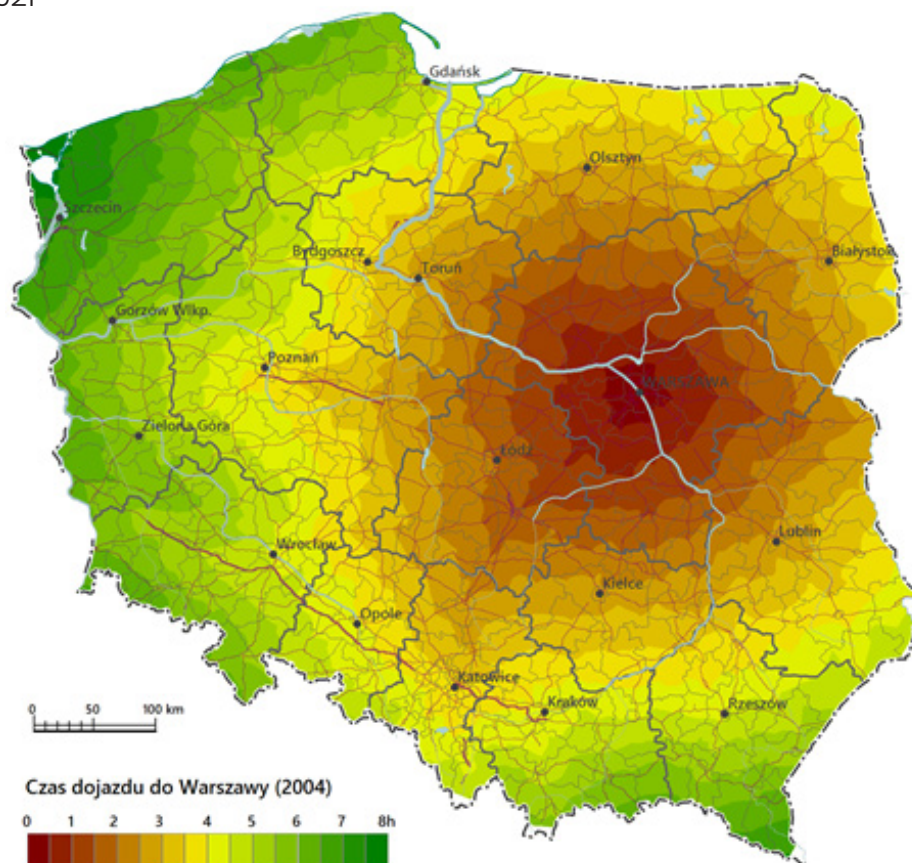 Gdańsk
Olsztyn
Szczecin
Bydgoszcz
Toruń
Białystok
Gorzów Wlkp.
Poznań
WARSZAWA
Zielona Góra
Łódź
Wrocław
Lublin
Kielce
Opole
Katowice
Kraków
Rzeszów
0 50 100 km
Czas dojazdu do Warszawy (2004)
0 1 2 3 4 5 6 7 8h